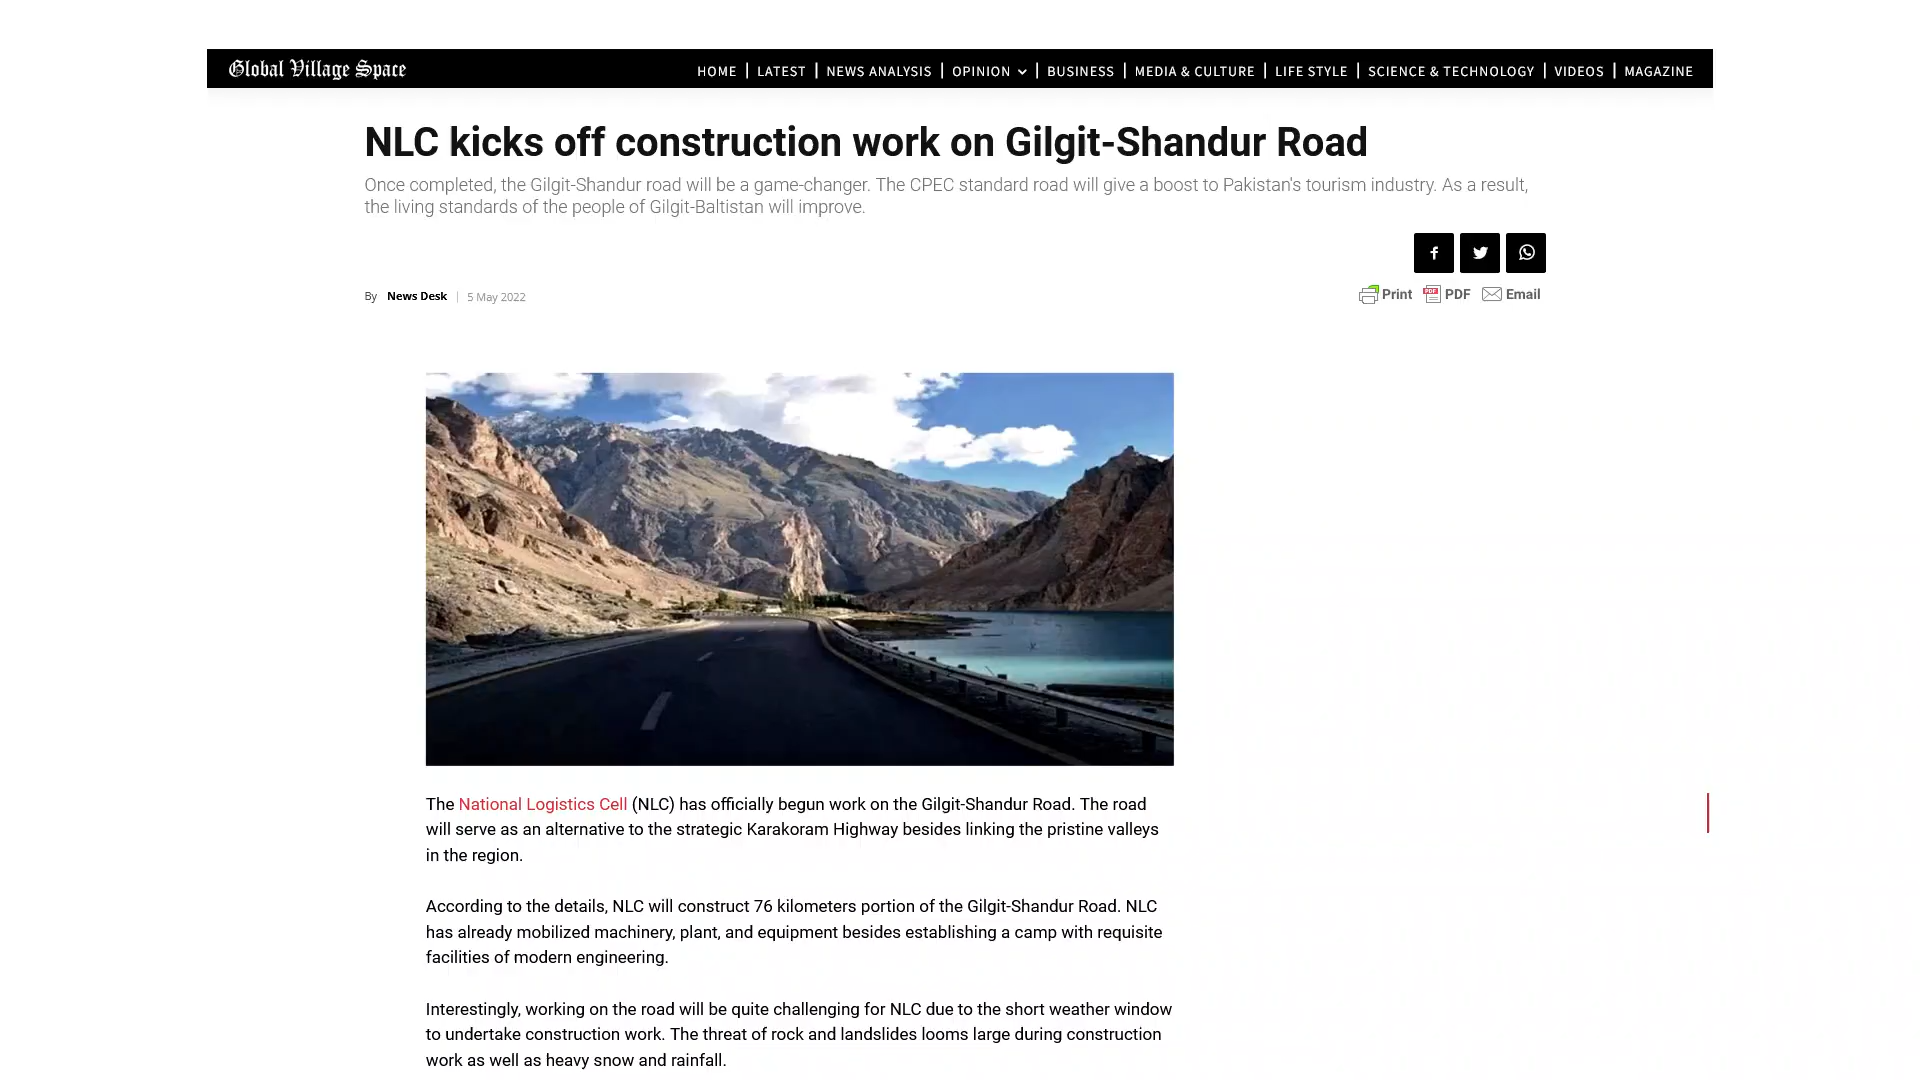 Global Village Space
HOME | LATEST | NEWS ANALYSIS | OPINION | BUSINESS | MEDIA & CULTURE | LIFE STYLE | SCIENCE & TECHNOLOGY | VIDEOS | MAGAZINE
NLC kicks off construction work on Gilgit-Shandur Road
Once completed, the Gilgit-Shandur road will be a game-changer. The CPEC standard road will give a boost to Pakistan's tourism industry. As a result,
the living standards of the people of Gilgit-Baltistan will improve.
By News Desk | 5 May 2022
Print PDF Email
The National Logistics Cell (NLC) has officially begun work on the Gilgit-Shandur Road. The road
will serve as an alternative to the strategic Karakoram Highway besides linking the pristine valleys
in the region.
According to the details, NLC will construct 76 kilometers portion of the Gilgit-Shandur Road. NLC
has already mobilized machinery, plant, and equipment besides establishing a camp with requisite
facilities of modern engineering.
Interestingly, working on the road will be quite challenging for NLC due to the short weather window
to undertake construction work. The threat of rock and landslides looms large during construction
work as well as heavy snow and rainfall.